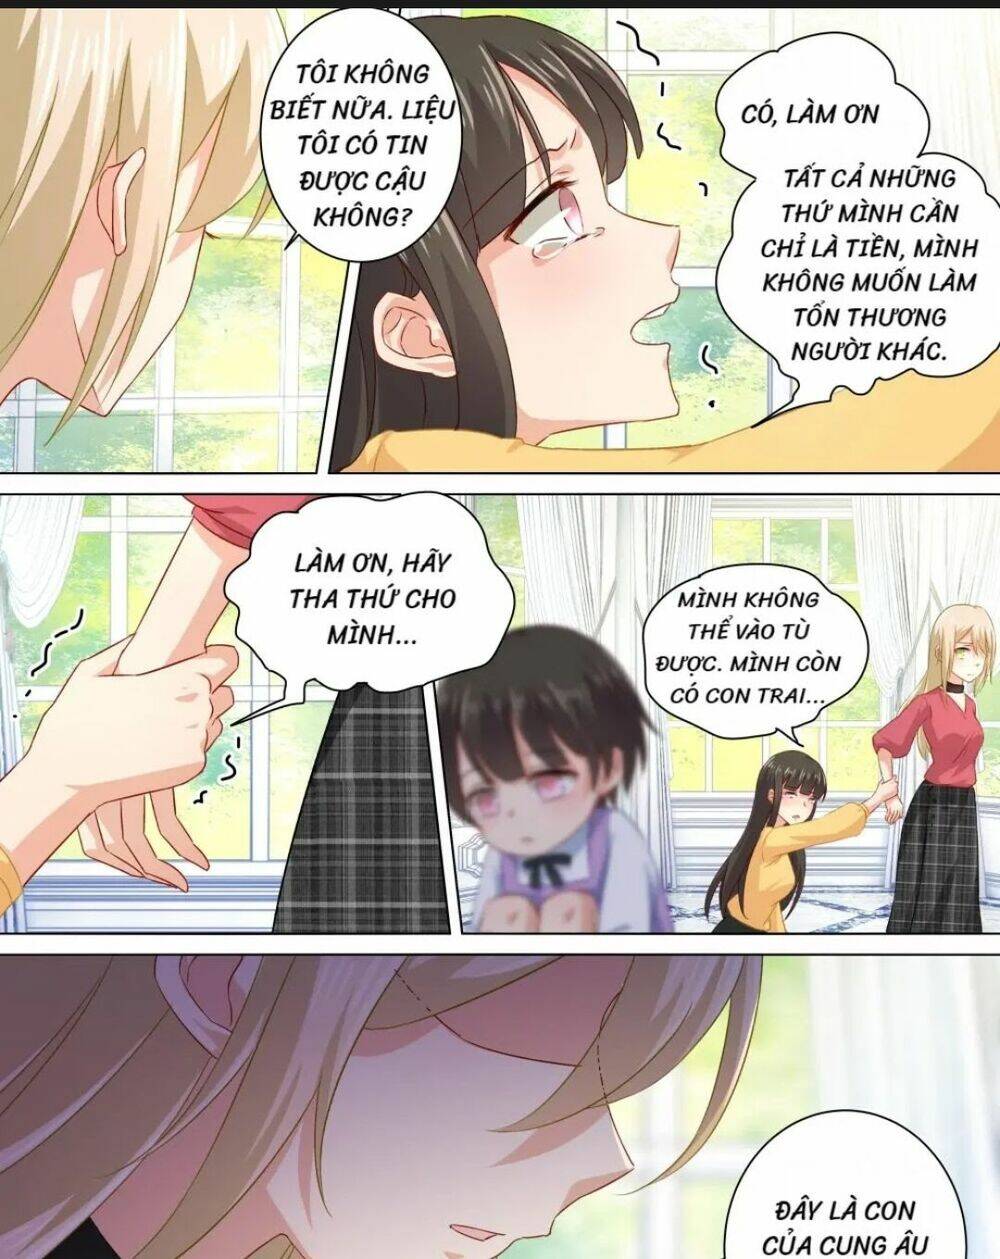 TÔI KHÔNG
BIẾT NỮA. LIỆU
TÔI CÓ TIN
ĐƯỢC CẬU
KHÔNG?
CÓ, LÀM ƠN
TẤT CẢ NHỮNG
THỨ MÌNH CẦN
CHỈ LÀ TIỀN, MÌNH
KHÔNG MUỐN LÀM
TỔN THƯƠNG
NGƯỜI KHÁC.
LÀM ƠN, HÃY
THA THỨ CHO
MÌNH...
MÌNH KHÔNG
THỂ VÀO TÙ
ĐƯỢC. MÌNH CÒN
CÓ CON TRAI...
ĐÂY LÀ CON
CỦA CUNG ÂU